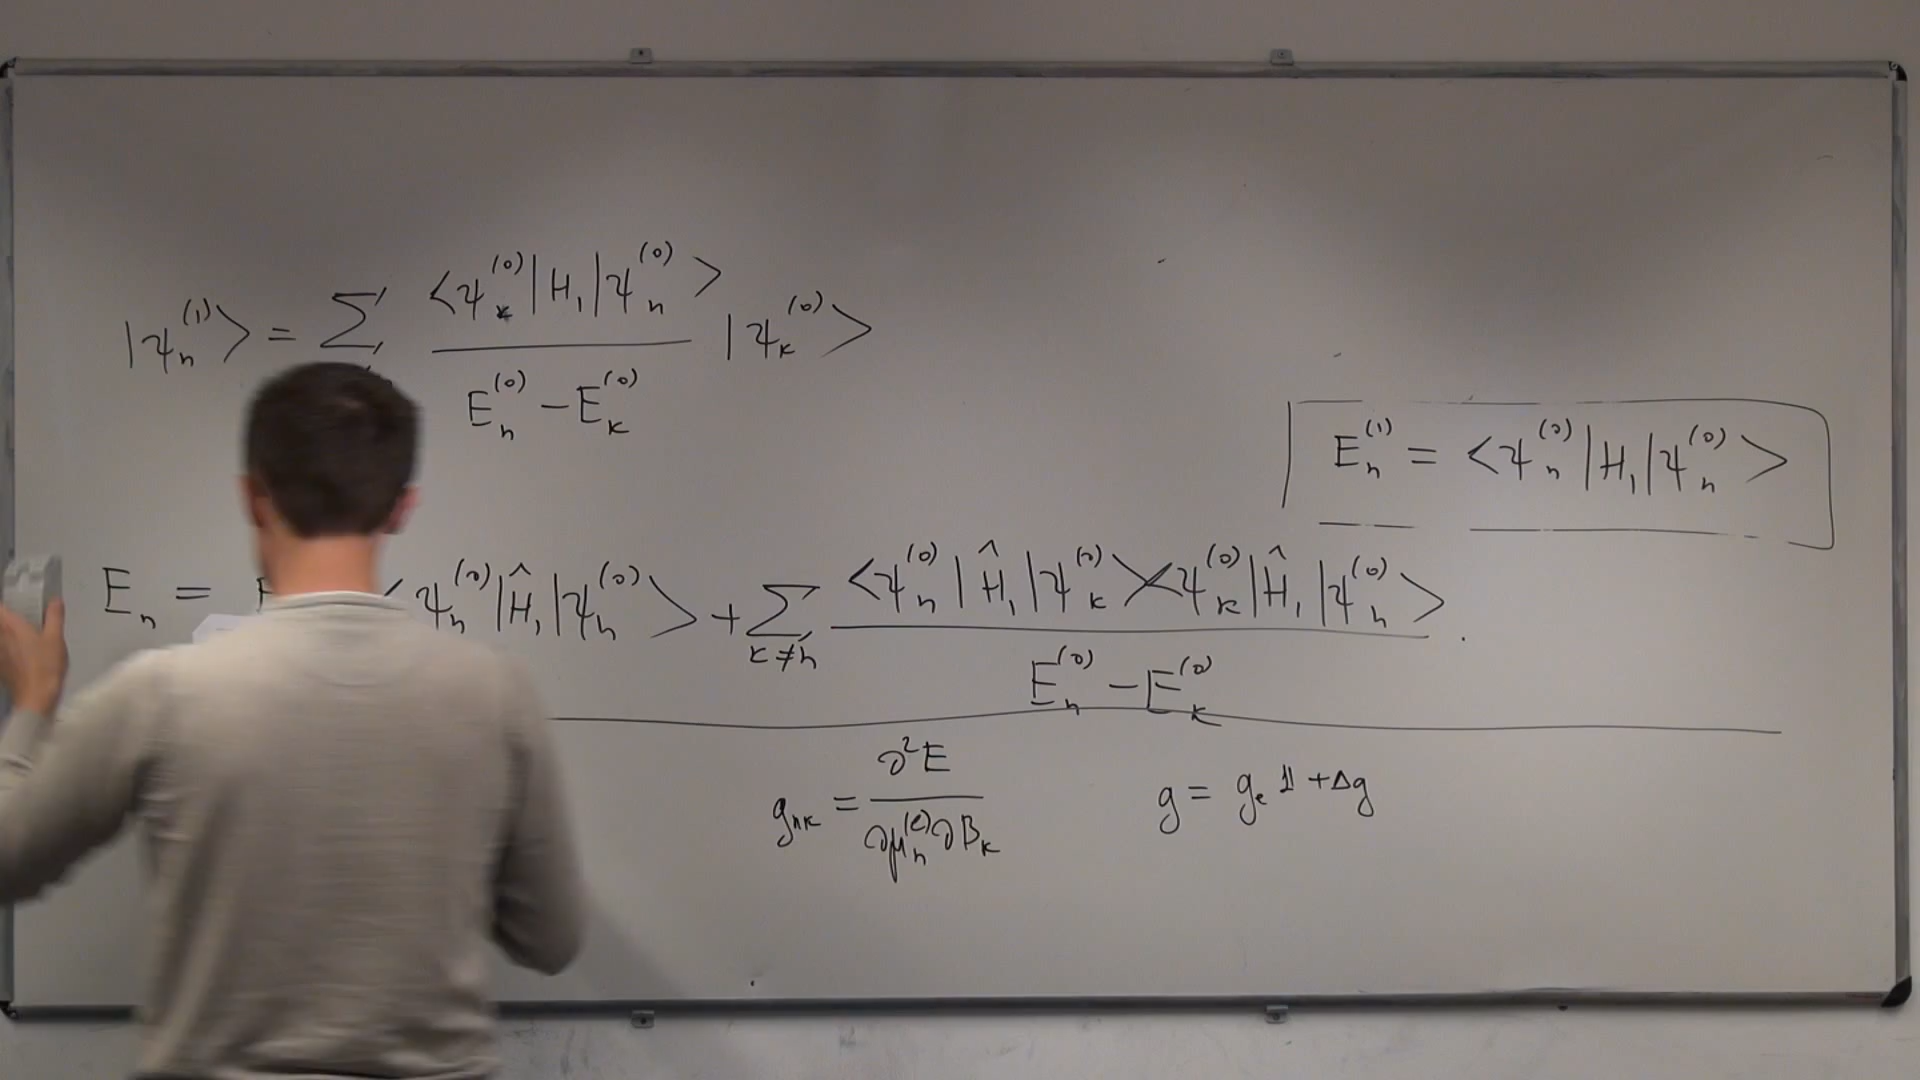 |ψ_n^(1)⟩ = Σ' ⟨ψ_k^(0)|H_1|ψ_n^(0)⟩ / (E_n^(0) − E_k^(0)) |ψ_k^(0)⟩
E_n^(1) = ⟨ψ_n^(0)|H_1|ψ_n^(0)⟩
E_n = ⟨ψ_n^(0)|Ĥ_1|ψ_n^(0)⟩ + Σ'_{k≠n} ⟨ψ_n^(0)|Ĥ_1|ψ_k^(0)⟩⟨ψ_k^(0)|Ĥ_1|ψ_n^(0)⟩ / (E_n^(0) − E_k^(0)).
g_nk = ∂²E / ∂μ_n^(e) ∂B_k
g = g_e 𝟙 + Δg